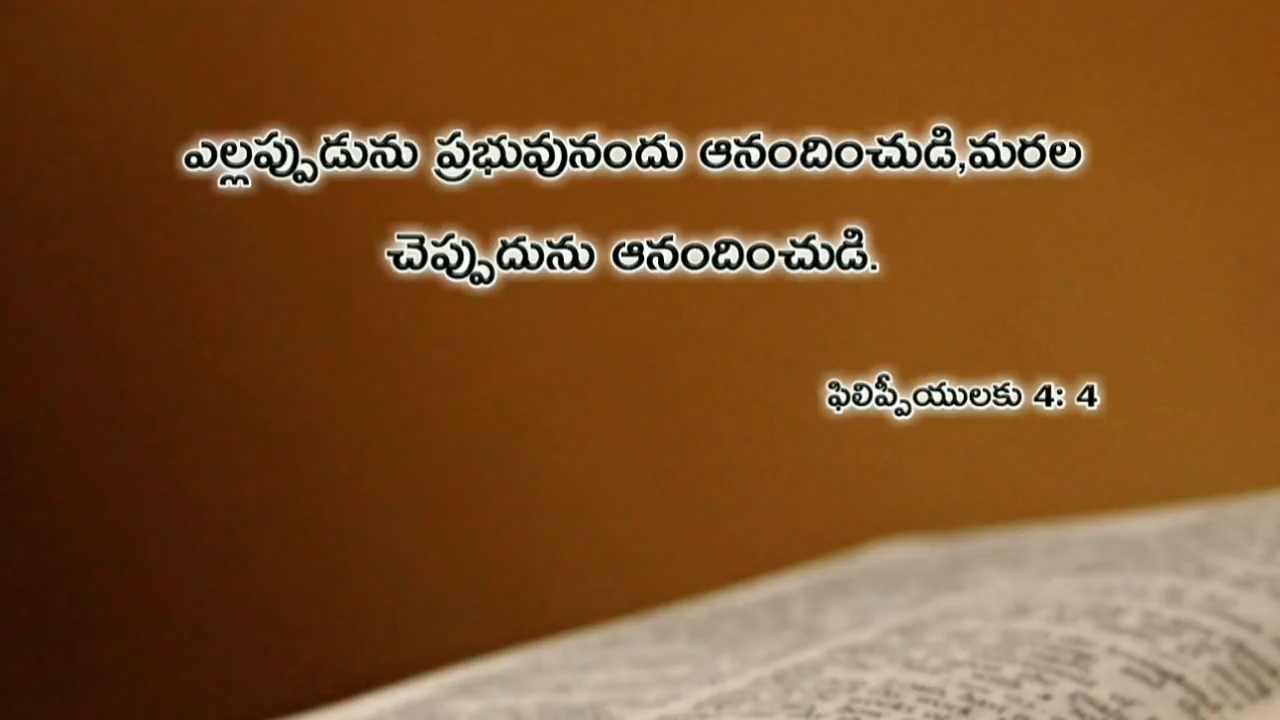 ఎల్లప్పుడును ప్రభువునందు ఆనందించుడి,మరల
చెప్పుదును ఆనందించుడి.
ఫిలిప్పీయులకు 4: 4